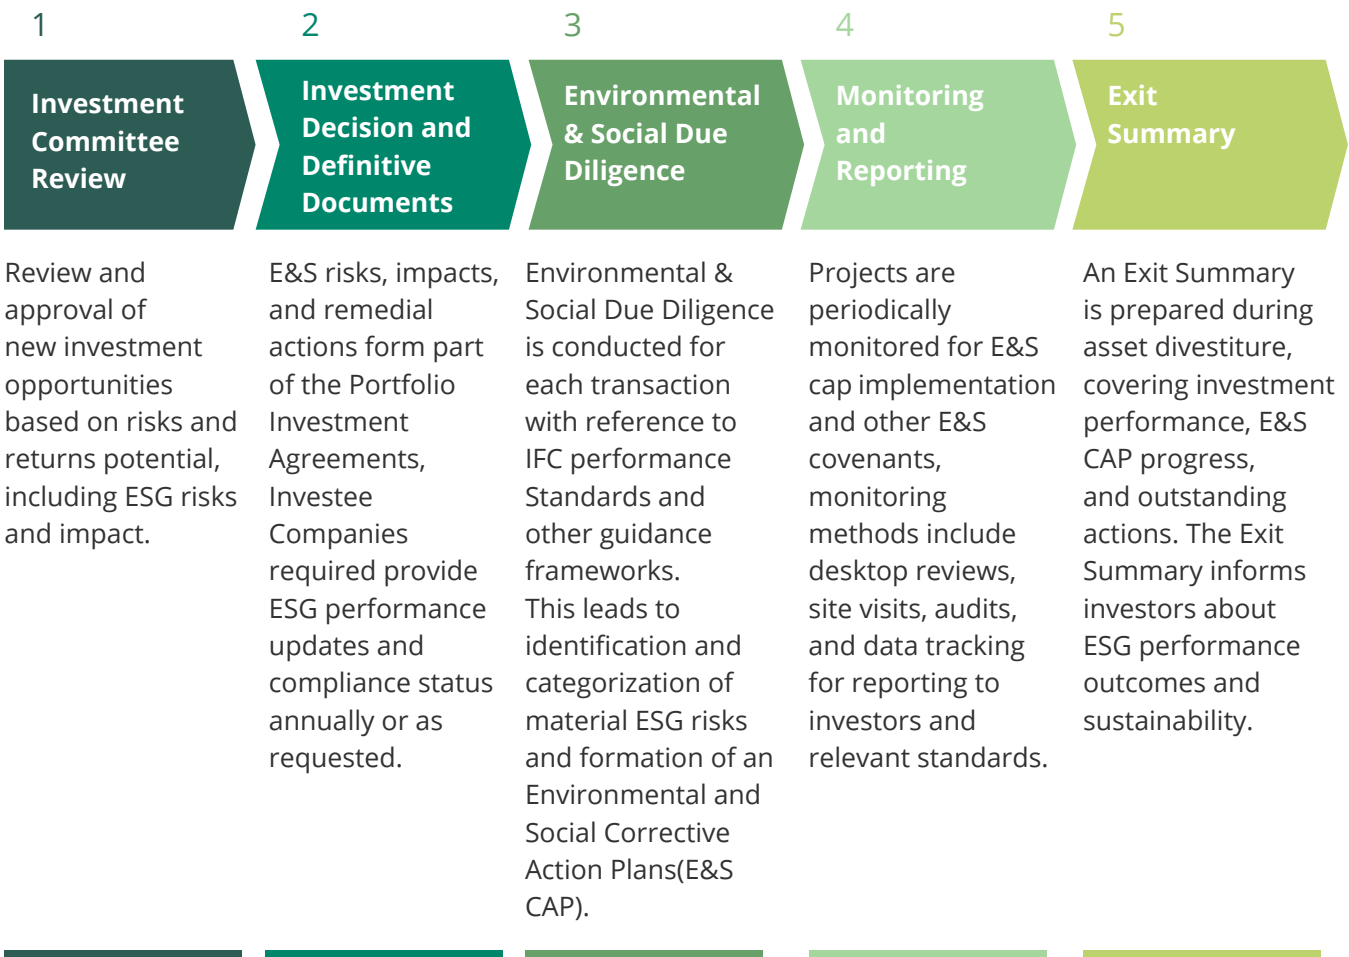 1
Investment
Committee
Review
Review and
approval of
new investment
opportunities
based on risks and
returns potential,
including ESG risks
and impact.
2
Investment
Decision and
Definitive
Documents
E&S risks, impacts,
and remedial
actions form part
of the Portfolio
Investment
Agreements,
Investee
Companies
required provide
ESG performance
updates and
compliance status
annually or as
requested.
3
Environmental
& Social Due
Diligence
Environmental &
Social Due Diligence
is conducted for
each transaction
with reference to
IFC performance
Standards and
other guidance
frameworks.
This leads to
identification and
categorization of
material ESG risks
and formation of an
Environmental and
Social Corrective
Action Plans(E&S
CAP).
4
Monitoring
and
Reporting
Projects are
periodically
monitored for E&S
cap implementation
and other E&S
covenants,
monitoring
methods include
desktop reviews,
site visits, audits,
and data tracking
for reporting to
investors and
relevant standards.
5
Exit
Summary
An Exit Summary
is prepared during
asset divestiture,
covering investment
performance, E&S
CAP progress,
and outstanding
actions. The Exit
Summary informs
investors about
ESG performance
outcomes and
sustainability.